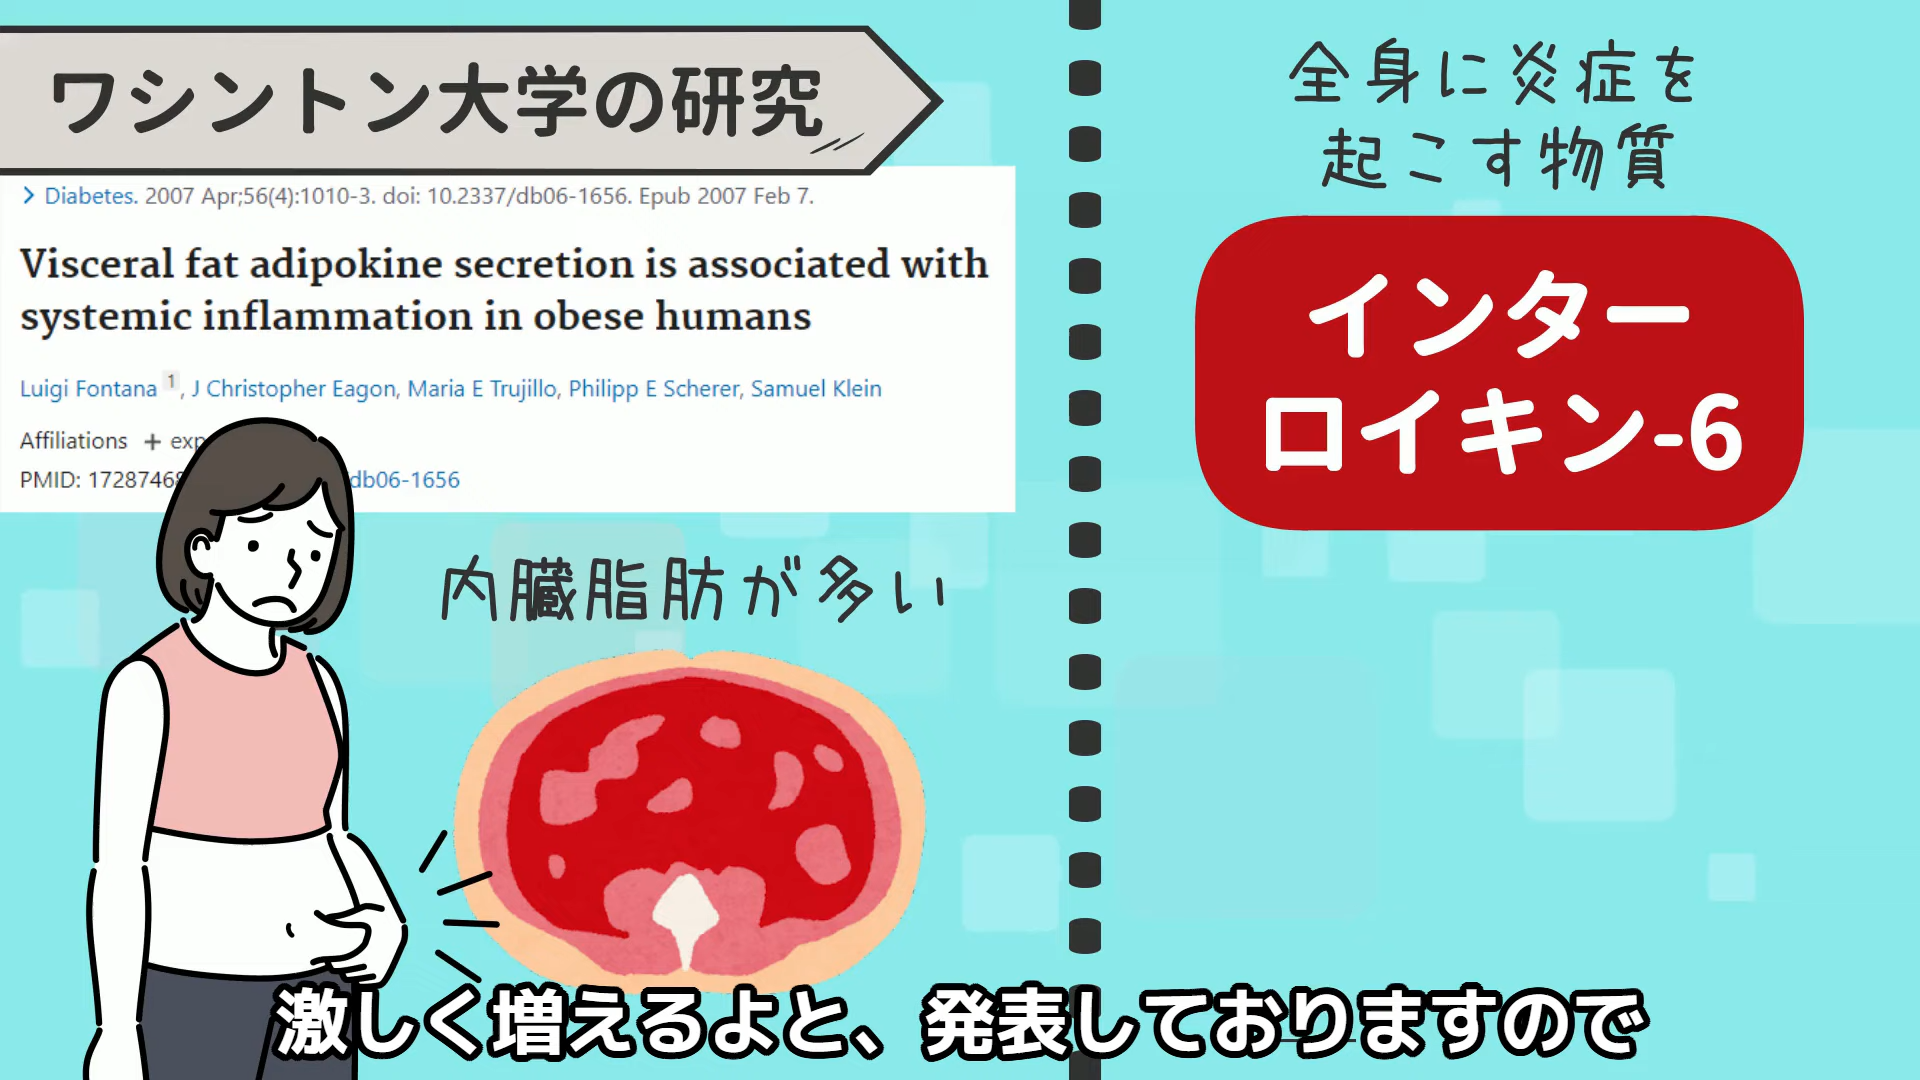 ワシントン大学の研究
Diabetes. 2007 Apr;56(4):1010-3. doi: 10.2337/db06-1656. Epub 2007 Feb 7.
Visceral fat adipokine secretion is associated with
systemic inflammation in obese humans
Luigi Fontana 1, J Christopher Eagon, Maria E Trujillo, Philipp E Scherer, Samuel Klein
Affiliations + exp
PMID: 1728746 db06-1656
内臓脂肪が多い
全身に炎症を
起こす物質
インター
ロイキン-6
激しく増えるよと、発表しておりますので